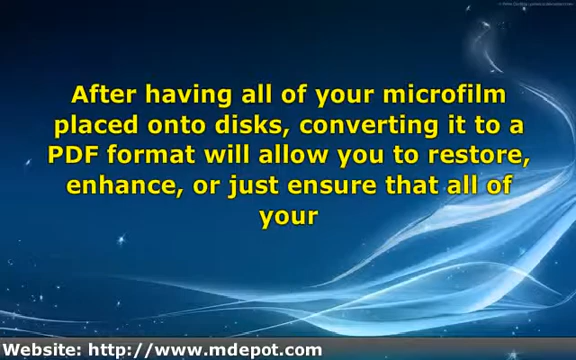 After having all of your microfilm
placed onto disks, converting it to a
PDF format will allow you to restore,
enhance, or just ensure that all of
your
Website: http://www.mdepot.com